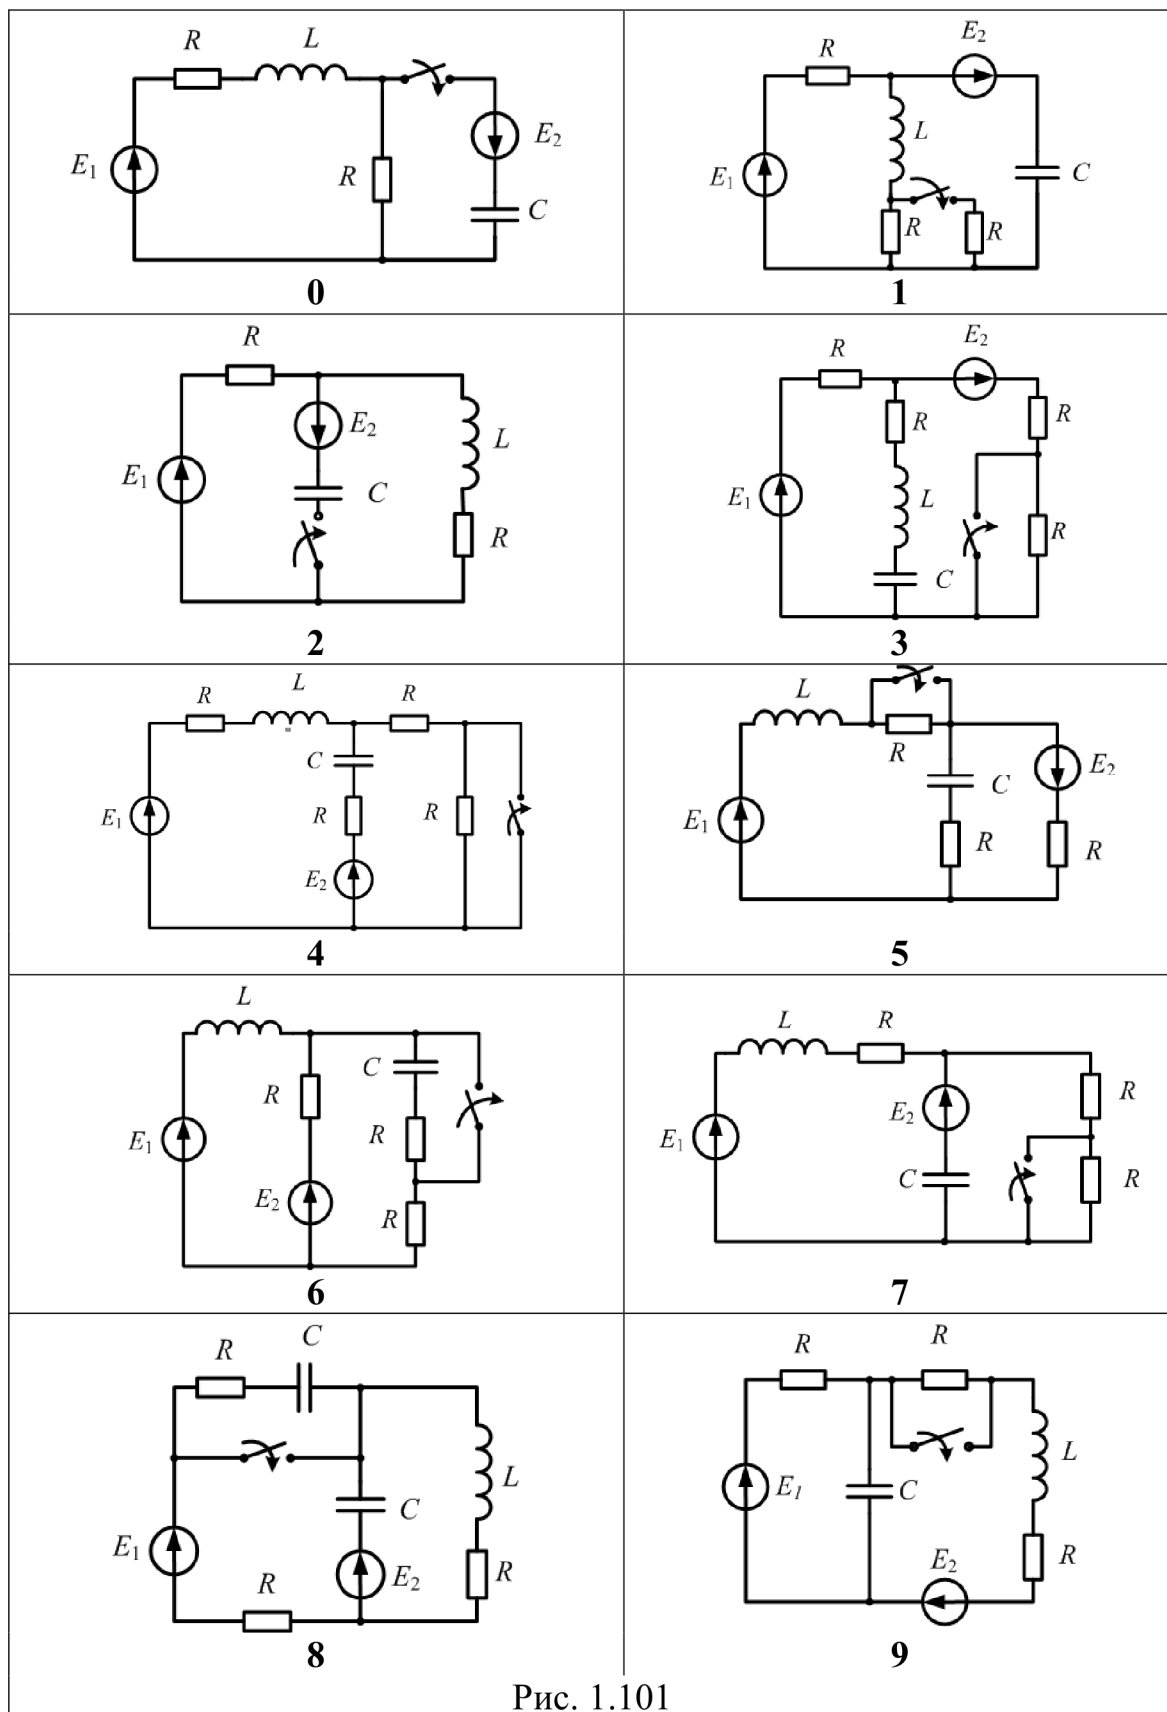 R L
E₁ R E₂ C
0
R E₂
E₁ L C
R R
1
R
E₁ E₂ C L R
2
R E₂
E₁ R L C R R
3
R L R
E₁ C R E₂ R
4
L
E₁ R C R E₂ R
5
L
E₁ R E₂ C R R
6
L R
E₁ E₂ C R R
7
R C
E₁ R C E₂ L R
8
R R
E₁ C L R E₂
9
Рис. 1.101